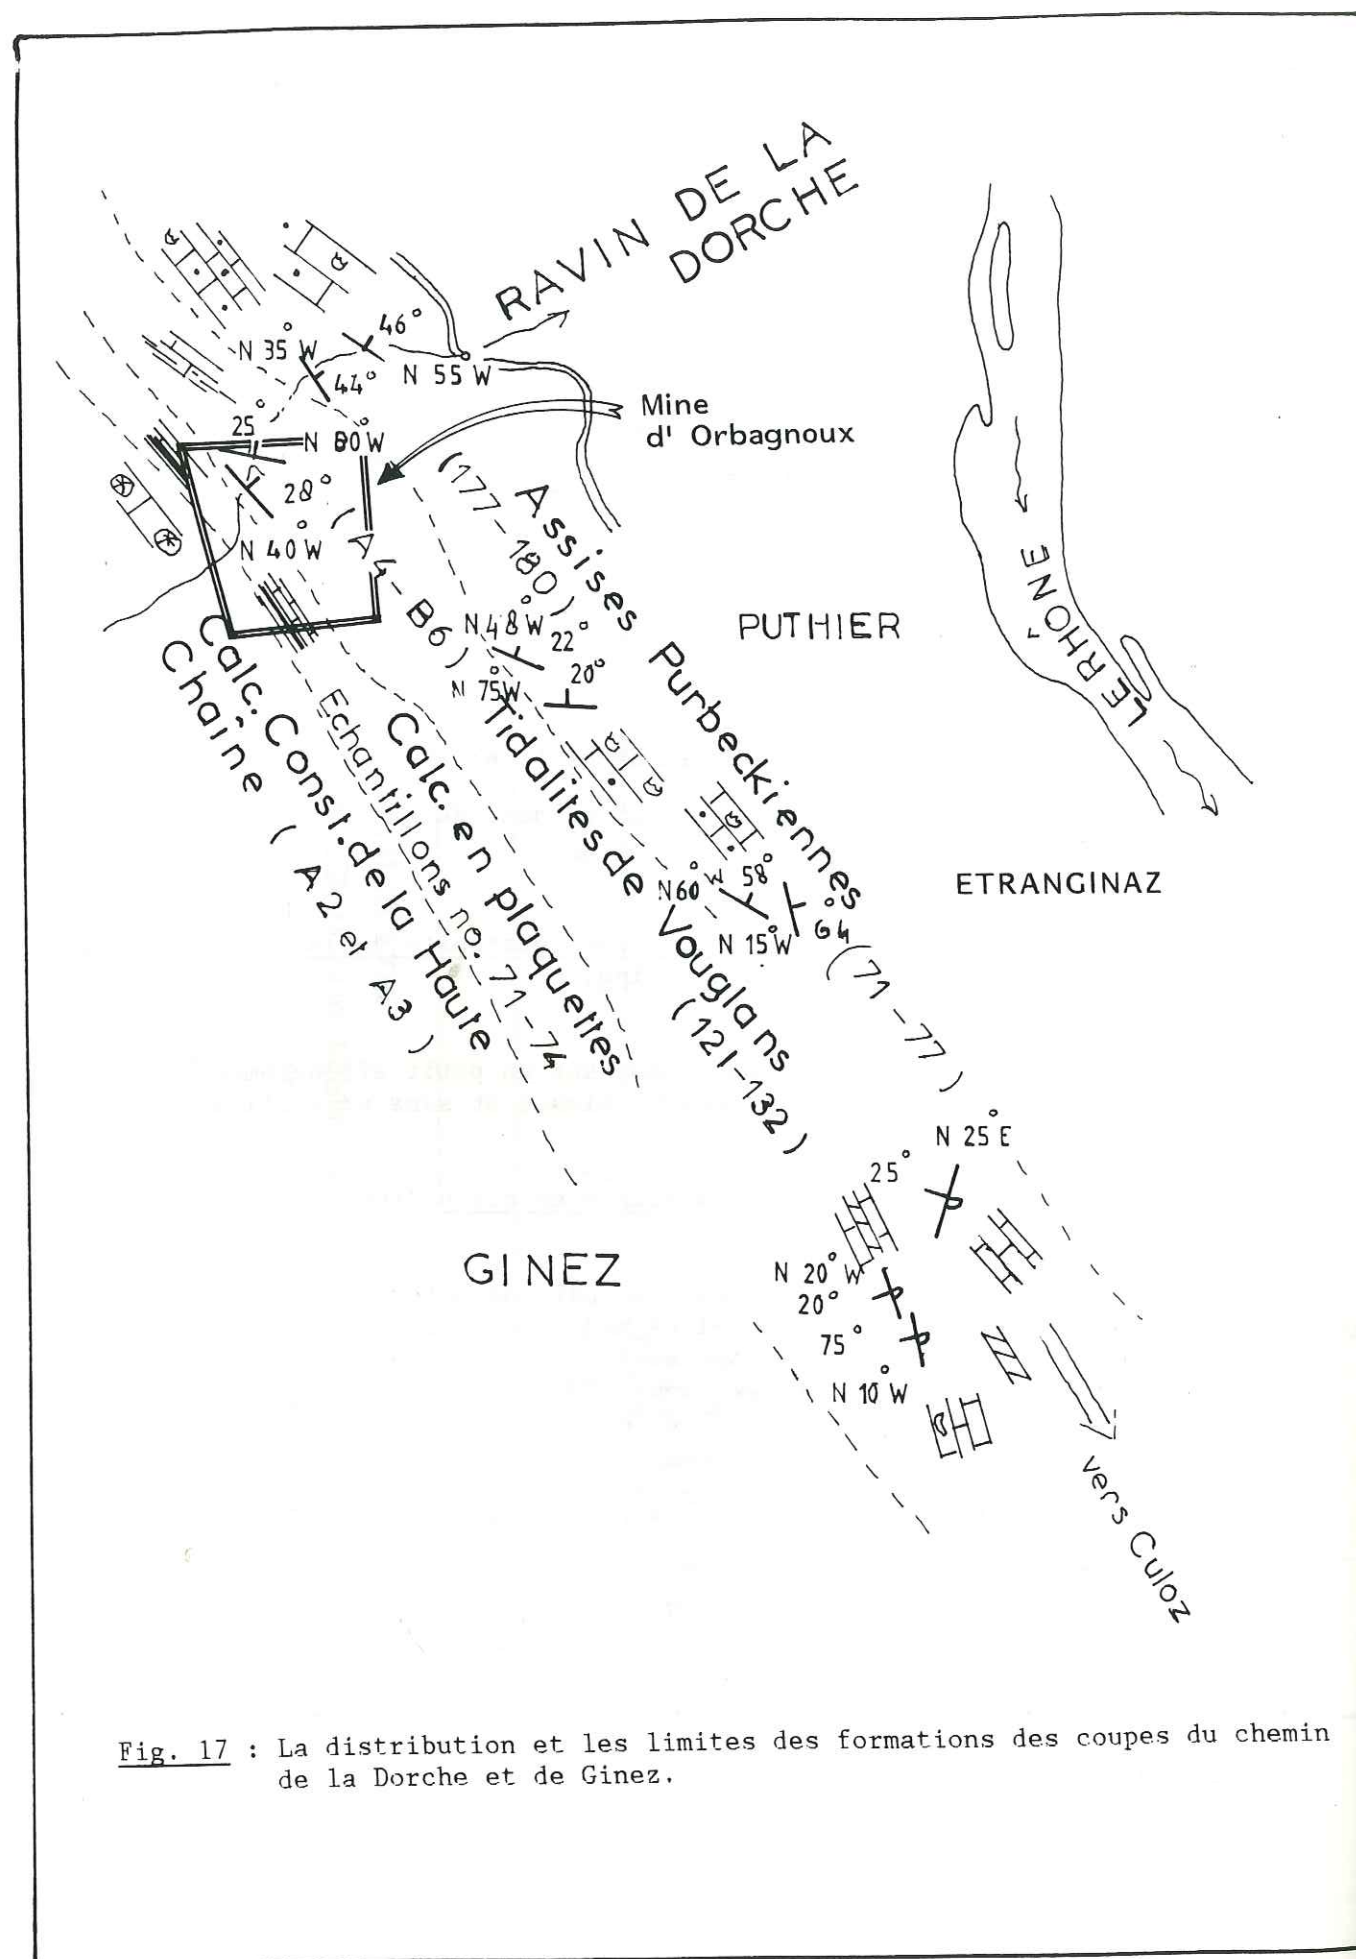 RAVIN DE LA
DORCHE
46°
N 35° W
44°
N 55 W
Mine
d' Orbagnoux
25°
28°
N 40° W
(A4-B6)
(177-180)
Assises Purbeckiennes
(71-77)
N 48° W
22°
20°
N 75° W
PUTHIER
LE RHÔNE
ETRANGINAZ
Calc. Const. de la Haute
Chaîne (A2 et A3)
Echantillons no. 71-74
Calc. en plaquettes
Tidalites de Vouglans
(121-132)
N 60° W
58°
N 15° W
64°
N 25° E
25°
GINEZ
N 20° W
20°
75°
N 10° W
vers Culoz
Fig. 17 : La distribution et les limites des formations des coupes du chemin
de la Dorche et de Ginez.